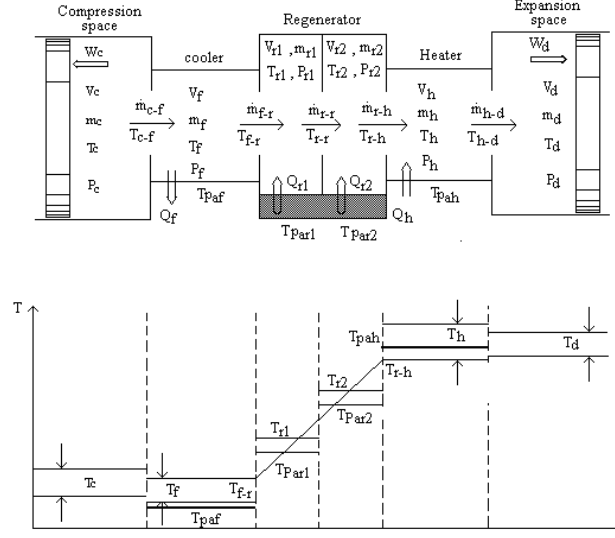 Compression space
Regenerator
Expansion space
Wc
cooler
Vr1 , mr1
Tr1 , Pr1
Vr2 , mr2
Tr2 , Pr2
Heater
Wd
Vc
mc
Tc
Pc
ṁc-f
Tc-f
Vf
mf
Tf
Pf
ṁf-r
Tf-r
ṁr-r
Tr-r
ṁr-h
Tr-h
Vh
mh
Th
Ph
ṁh-d
Th-d
Vd
md
Td
Pd
Qf
Tpaf
Qr1
Qr2
Qh
Tpah
Tpar1
Tpar2
T
Tpah
Th
Td
Tr-h
Tr2
TPar2
Tr1
TPar1
Tc
Tf
Tf-r
Tpaf